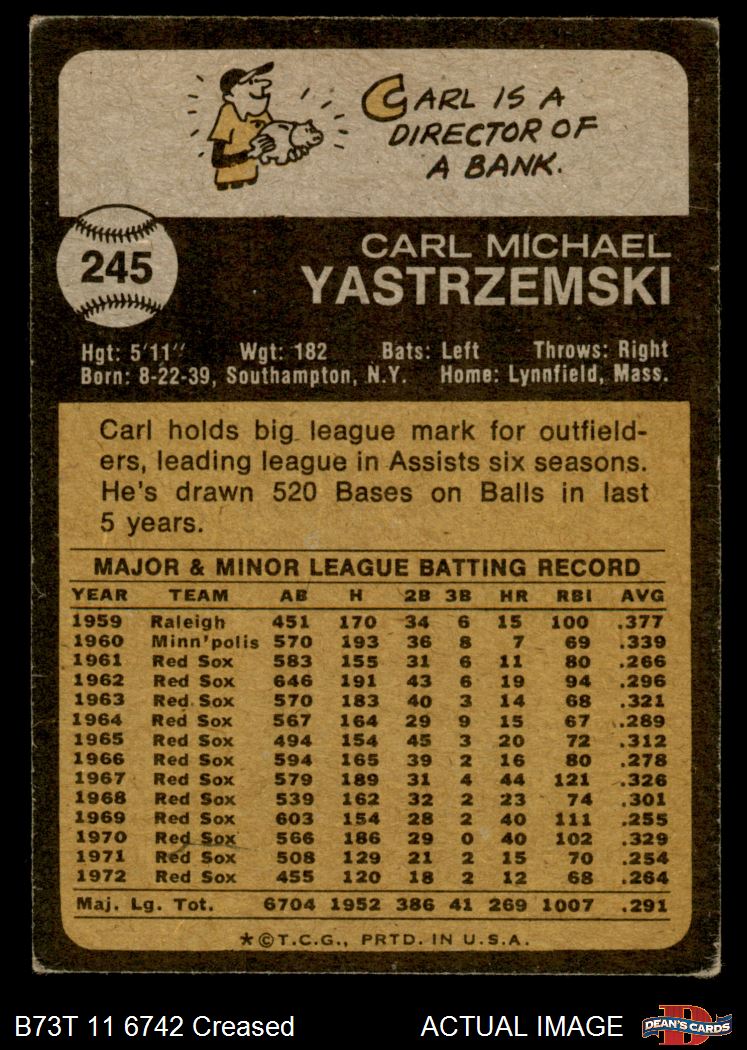 CARL IS A
DIRECTOR OF
A BANK.
245
CARL MICHAEL
YASTRZEMSKI
Hgt: 5'11" Wgt: 182 Bats: Left Throws: Right
Born: 8-22-39, Southampton, N.Y. Home: Lynnfield, Mass.
Carl holds big league mark for outfield-
ers, leading league in Assists six seasons.
He's drawn 520 Bases on Balls in last
5 years.
MAJOR & MINOR LEAGUE BATTING RECORD
YEAR TEAM AB H 2B 3B HR RBI AVG
1959 Raleigh 451 170 34 6 15 100 .377
1960 Minn'polis 570 193 36 8 7 69 .339
1961 Red Sox 583 155 31 6 11 80 .266
1962 Red Sox 646 191 43 6 19 94 .296
1963 Red Sox 570 183 40 3 14 68 .321
1964 Red Sox 567 164 29 9 15 67 .289
1965 Red Sox 494 154 45 3 20 72 .312
1966 Red Sox 594 165 39 2 16 80 .278
1967 Red Sox 579 189 31 4 44 121 .326
1968 Red Sox 539 162 32 2 23 74 .301
1969 Red Sox 603 154 28 2 40 111 .255
1970 Red Sox 566 186 29 0 40 102 .329
1971 Red Sox 508 129 21 2 15 70 .254
1972 Red Sox 455 120 18 2 12 68 .264
Maj. Lg. Tot. 6704 1952 386 41 269 1007 .291
*©T.C.G., PRTD. IN U.S.A.
B73T 11 6742 Creased ACTUAL IMAGE DEAN'S CARDS